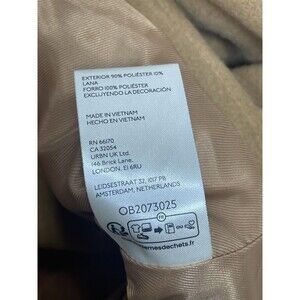 EXTERIOR 90% POLIÉSTER 10%
LANA
FORRO 100% POLIÉSTER
EXCLUYENDO LA DECORACIÓN
MADE IN VIETNAM
HECHO EN VIETNAM
RN 66170
CA 32054
URBN UK Ltd.
146 Brick Lane,
LONDON, E1 6RU
LEIDSESTRAAT 32, 1017 PB
AMSTERDAM, NETHERLANDS
OB2073025
FR